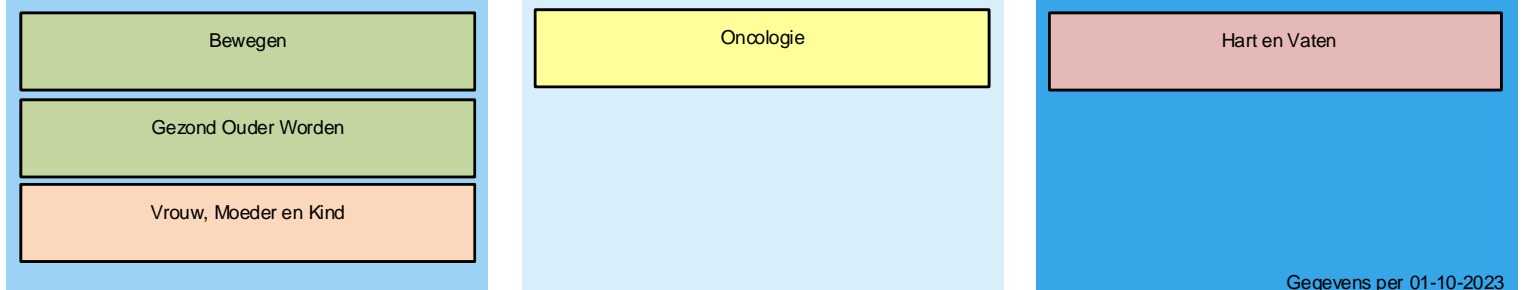 Bewegen
Gezond Ouder Worden
Vrouw, Moeder en Kind
Oncologie
Hart en Vaten
Gegevens per 01-10-2023